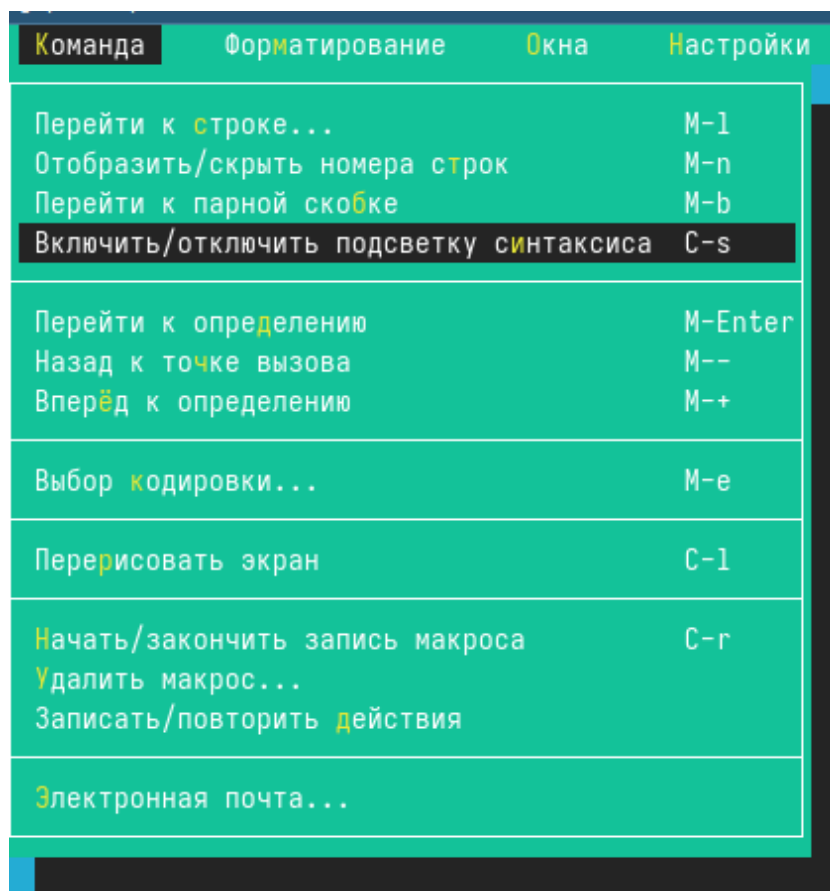 Команда Форматирование Окна Настройки
Перейти к строке... M-l
Отобразить/скрыть номера строк M-n
Перейти к парной скобке M-b
Включить/отключить подсветку синтаксиса C-s
Перейти к определению M-Enter
Назад к точке вызова M--
Вперёд к определению M-+
Выбор кодировки... M-e
Перерисовать экран C-l
Начать/закончить запись макроса C-r
Удалить макрос...
Записать/повторить действия
Электронная почта...